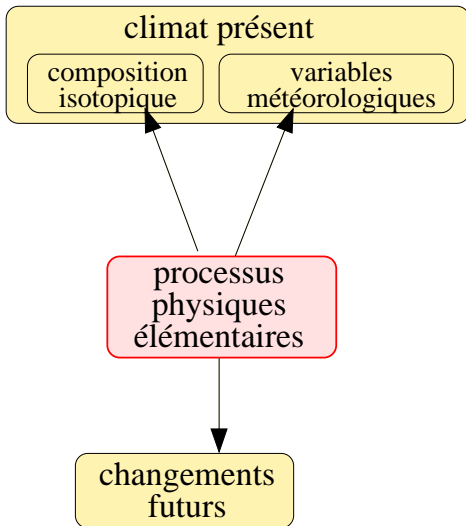 climat présent
composition
isotopique
variables
météorologiques
processus
physiques
élémentaires
changements
futurs